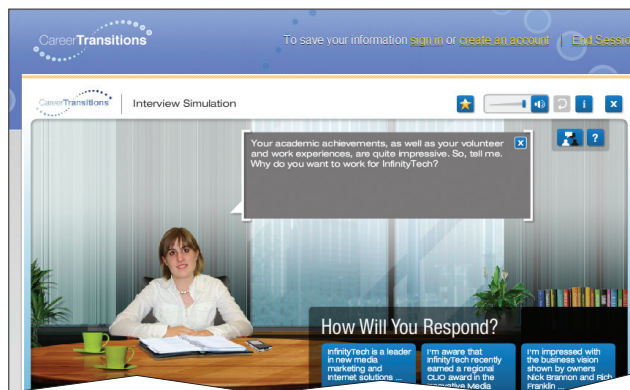 CareerTransitions
To save your information sign in or create an account | End Sessio
CareerTransitions
Interview Simulation
i
x
x
?
Your academic achievements, as well as your volunteer
and work experiences, are quite impressive. So, tell me.
Why do you want to work for InfinityTech?
How Will You Respond?
InfinityTech is a leader
in new media
marketing and
Internet solutions ...
I'm aware that
InfinityTech recently
earned a regional
CLIO award in the
Innovative Media
I'm impressed with
the business vision
shown by owners
Nick Brannon and Rich
Franklin ...